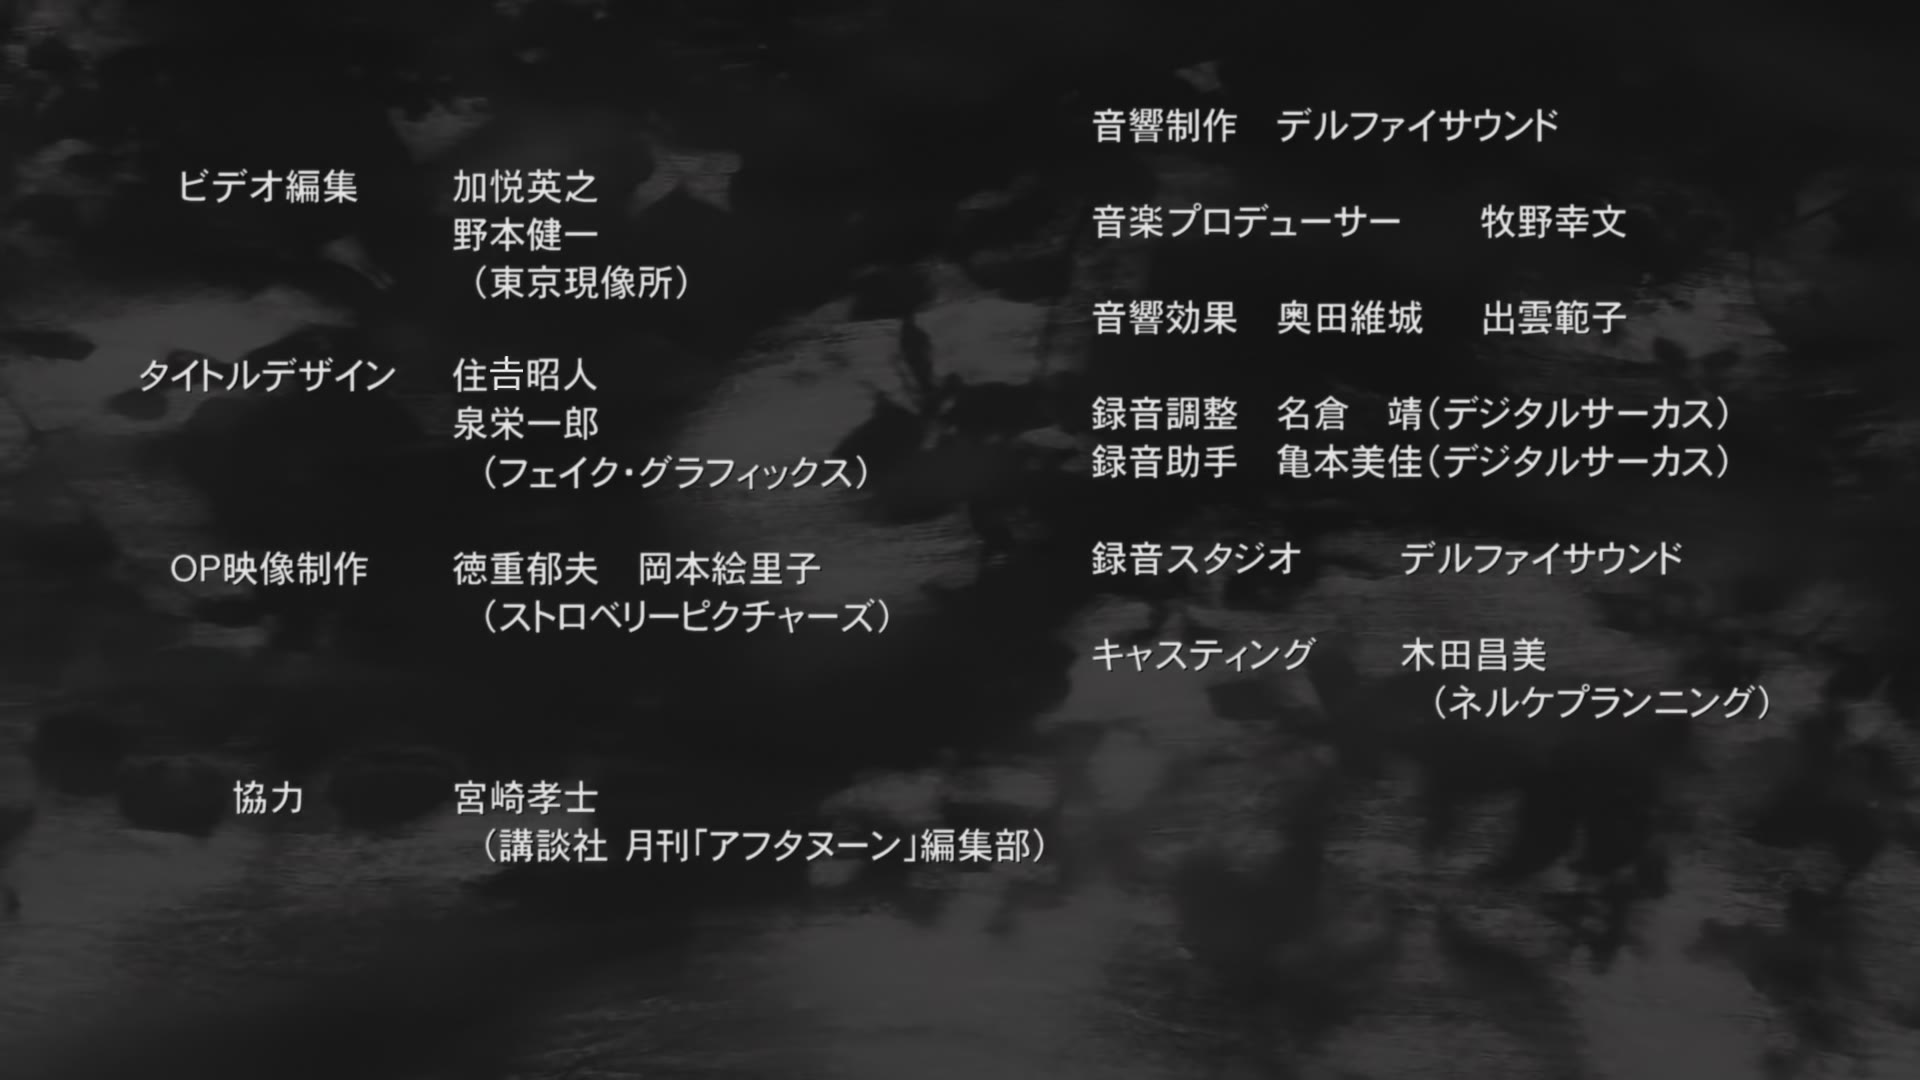 ビデオ編集　加悦英之
野本健一
（東京現像所）
タイトルデザイン　住𠮷昭人
泉栄一郎
（フェイク・グラフィックス）
OP映像制作　徳重郁夫　岡本絵里子
（ストロベリーピクチャーズ）
協力　宮崎孝士
（講談社 月刊「アフタヌーン」編集部）
音響制作　デルファイサウンド
音楽プロデューサー　牧野幸文
音響効果　奥田維城　出雲範子
録音調整　名倉　靖（デジタルサーカス）
録音助手　亀本美佳（デジタルサーカス）
録音スタジオ　デルファイサウンド
キャスティング　木田昌美
（ネルケプランニング）